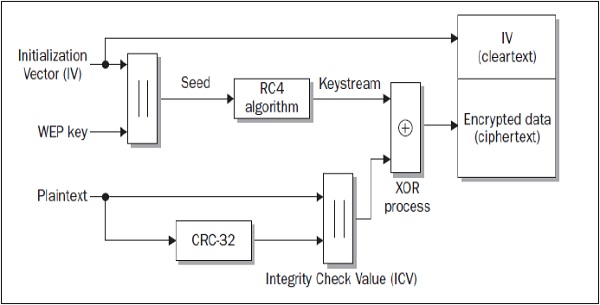 Initialization
Vector (IV)
WEP key
Seed
RC4
algorithm
Keystream
IV
(cleartext)
Encrypted data
(ciphertext)
XOR
process
Plaintext
CRC-32
Integrity Check Value (ICV)